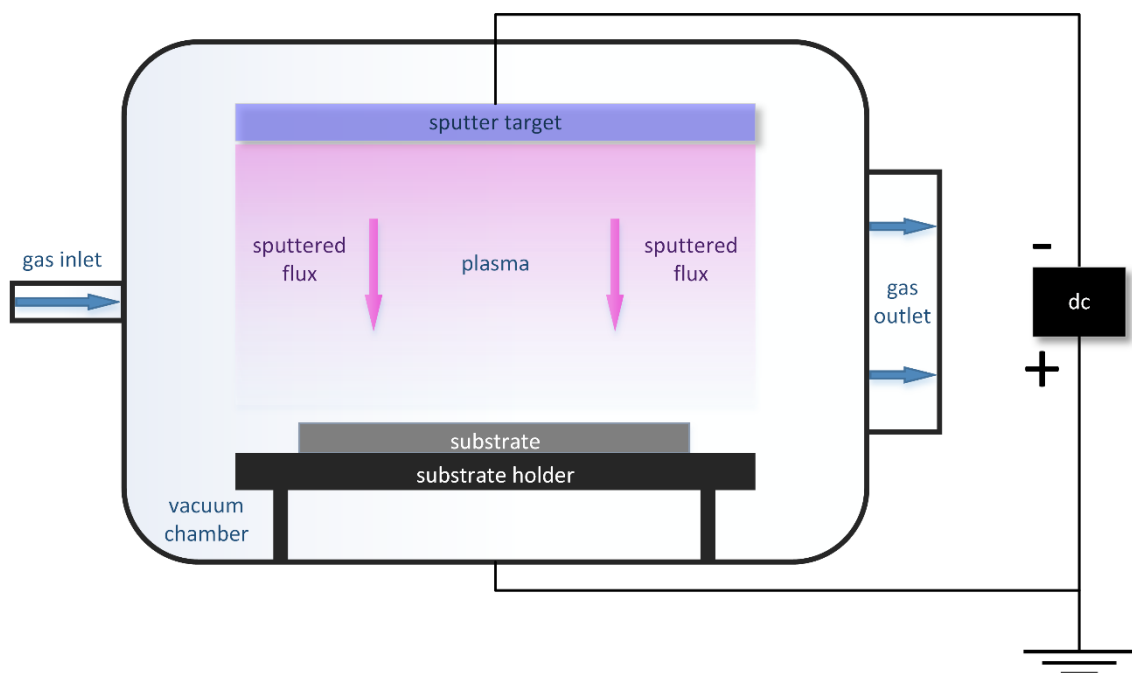 sputter target
sputtered
flux
plasma
sputtered
flux
gas inlet
gas
outlet
-
dc
+
substrate
substrate holder
vacuum
chamber